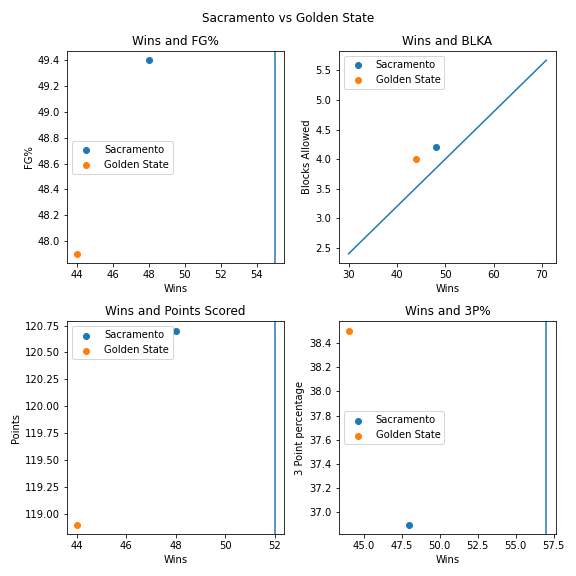 Sacramento vs Golden State
Wins and FG%
49.4
49.2
49.0
48.8
48.6
48.4
48.2
48.0
FG%
Sacramento
Golden State
44 46 48 50 52 54
Wins
Wins and BLKA
5.5
5.0
4.5
4.0
3.5
3.0
2.5
Blocks Allowed
Sacramento
Golden State
30 40 50 60 70
Wins
Wins and Points Scored
120.75
120.50
120.25
120.00
119.75
119.50
119.25
119.00
Points
Sacramento
Golden State
44 46 48 50 52
Wins
Wins and 3P%
38.4
38.2
38.0
37.8
37.6
37.4
37.2
37.0
3 Point percentage
Sacramento
Golden State
45.0 47.5 50.0 52.5 55.0 57.5
Wins